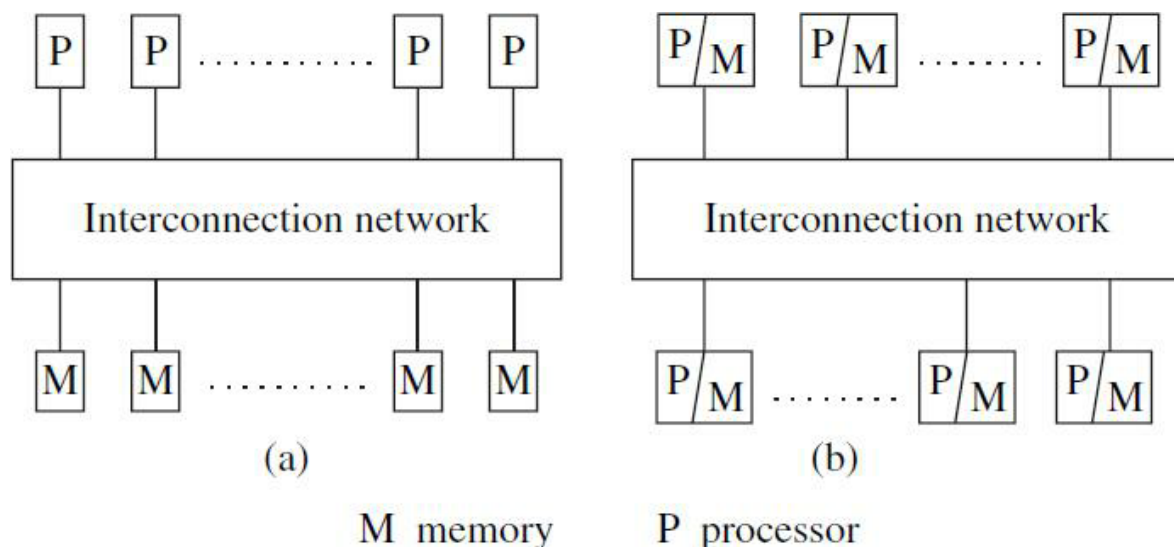 P P .......... P P
P/M P/M ........ P/M
Interconnection network
Interconnection network
M M .......... M M
P/M ........ P/M P/M
(a)
(b)
M memory P processor